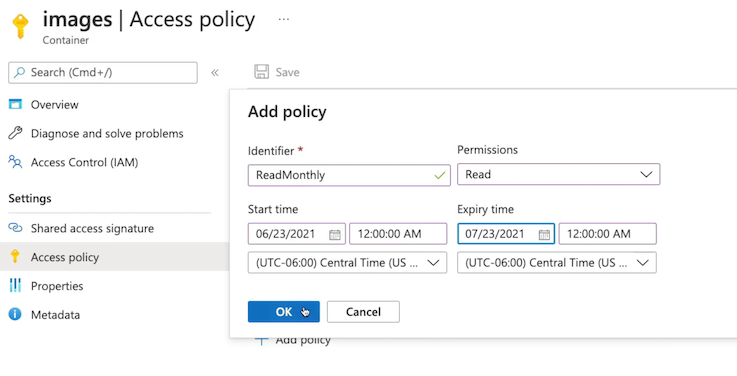 images | Access policy ...
Container
Search (Cmd+/)
«
Save
Overview
Diagnose and solve problems
Access Control (IAM)
Settings
Shared access signature
Access policy
Properties
Metadata
Add policy
Identifier *
Permissions
ReadMonthly
Read
Start time
Expiry time
06/23/2021
12:00:00 AM
07/23/2021
12:00:00 AM
(UTC-06:00) Central Time (US ...
(UTC-06:00) Central Time (US ...
OK
Cancel
Add policy